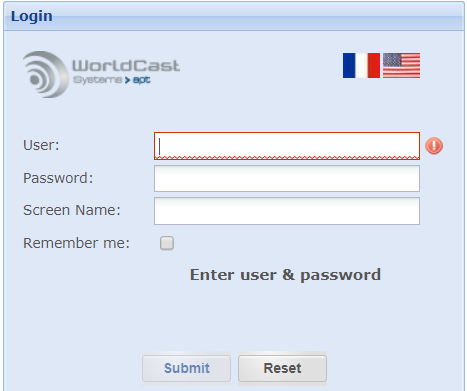 Login
WorldCast
Systems > apt
User:
Password:
Screen Name:
Remember me:
Enter user & password
Submit Reset